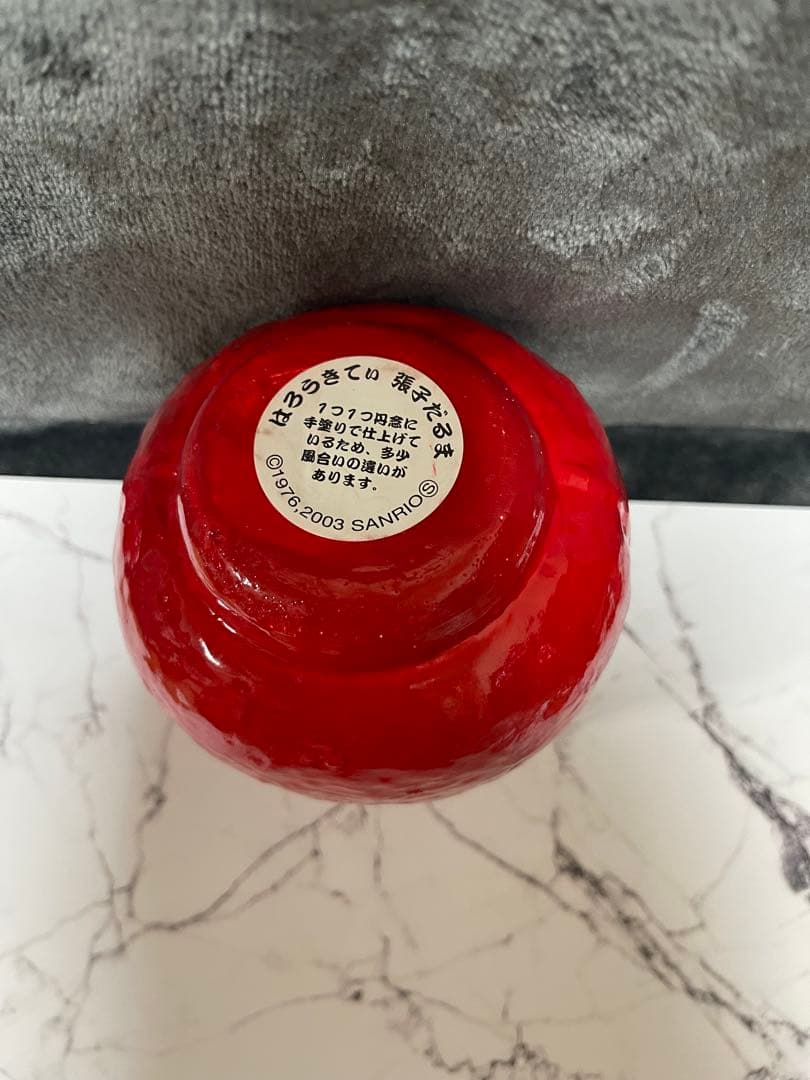 はろうきてぃ 張子だるま
1つ1つ丹念に
手塗りで仕上げて
いるため、多少
風合いの違いが
あります。
©1976,2003 SANRIOⓈ